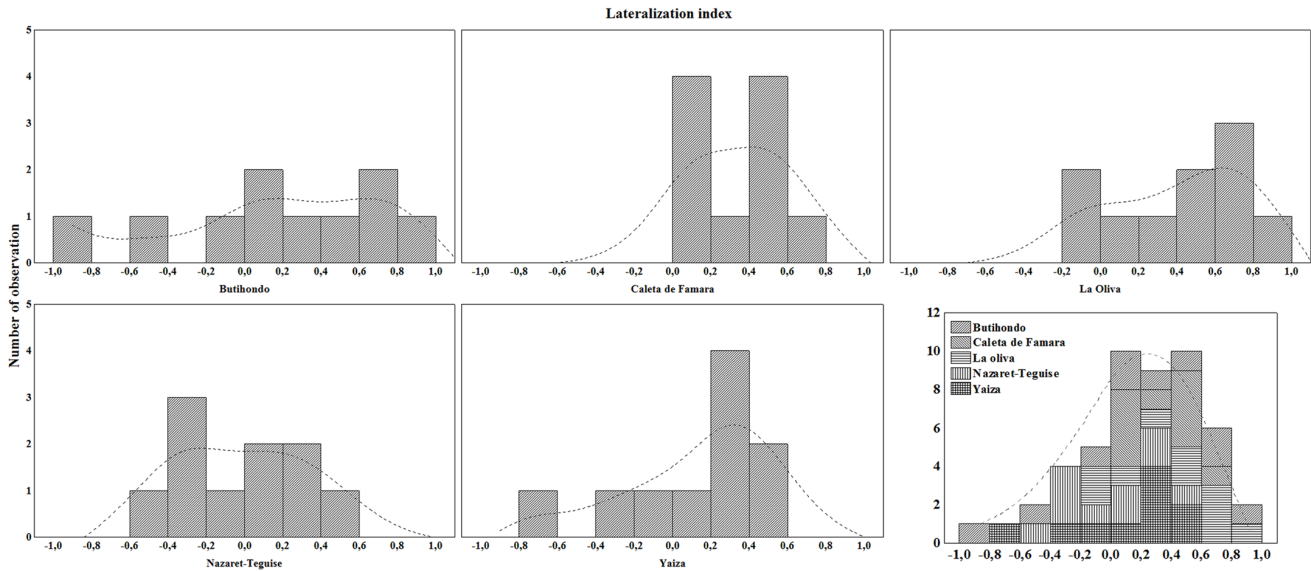 Lateralization index
Number of observation
5
4
3
2
1
0
-1,0 -0,8 -0,6 -0,4 -0,2 0,0 0,2 0,4 0,6 0,8 1,0
Butihondo
-1,0 -0,8 -0,6 -0,4 -0,2 0,0 0,2 0,4 0,6 0,8 1,0
Caleta de Famara
-1,0 -0,8 -0,6 -0,4 -0,2 0,0 0,2 0,4 0,6 0,8 1,0
La Oliva
5
4
3
2
1
0
-1,0 -0,8 -0,6 -0,4 -0,2 0,0 0,2 0,4 0,6 0,8 1,0
Nazaret-Teguise
-1,0 -0,8 -0,6 -0,4 -0,2 0,0 0,2 0,4 0,6 0,8 1,0
Yaiza
12
10
8
6
4
2
0
Butihondo
Caleta de Famara
La oliva
Nazaret-Teguise
Yaiza
-1,0 -0,8 -0,6 -0,4 -0,2 0,0 0,2 0,4 0,6 0,8 1,0